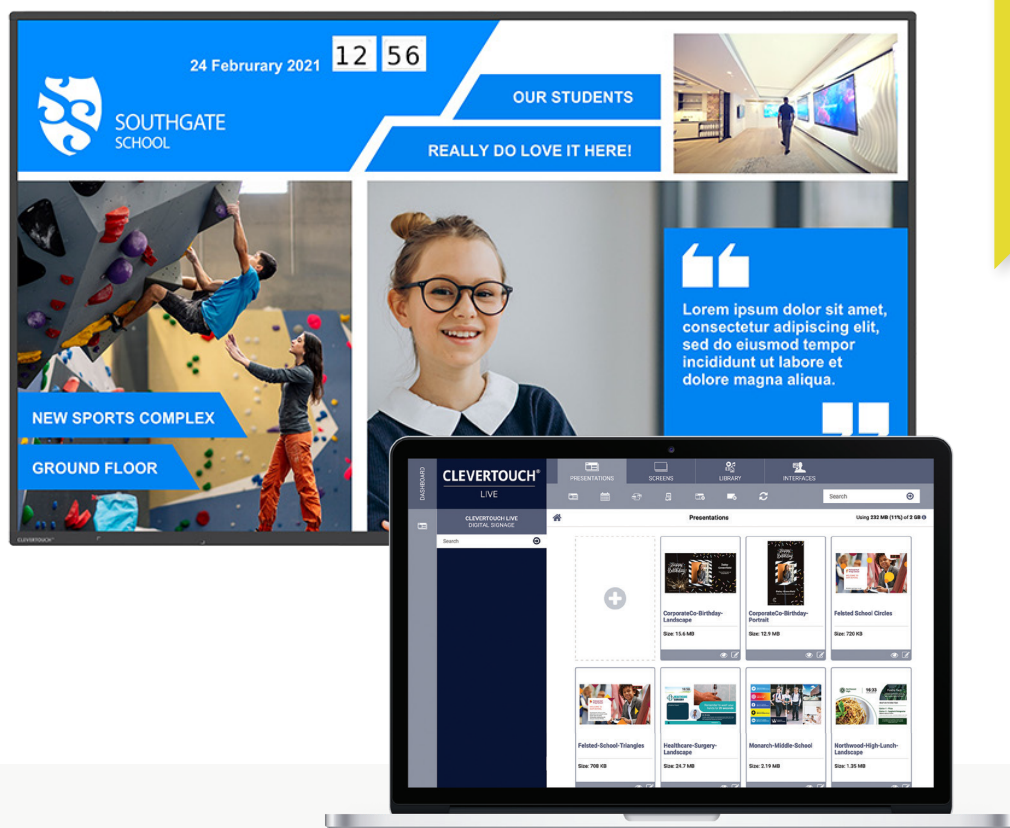 24 Februrary 2021
12 56
SOUTHGATE
SCHOOL
OUR STUDENTS
REALLY DO LOVE IT HERE!
Lorem ipsum dolor sit amet,
consectetur adipiscing elit,
sed do eiusmod tempor
incididunt ut labore et
dolore magna aliqua.
NEW SPORTS COMPLEX
GROUND FLOOR
CLEVERTOUCH
DASHBOARD
CLEVERTOUCH®
LIVE
PRESENTATIONS
SCREENS
LIBRARY
INTERFACES
Search
CLEVERTOUCH LIVE
DIGITAL SIGNAGE
Search
Presentations
Using 232 MB (11%) of 2 GB
CorporateCo-Birthday-
Landscape
Size: 15.6 MB
CorporateCo-Birthday-
Portrait
Size: 12.9 MB
Felsted School Circles
Size: 720 KB
Felsted-School-Triangles
Size: 708 KB
Healthcare-Surgery-
Landscape
Size: 24.7 MB
Monarch-Middle-School
Size: 2.19 MB
Northwood-High-Lunch-
Landscape
Size: 1.35 MB